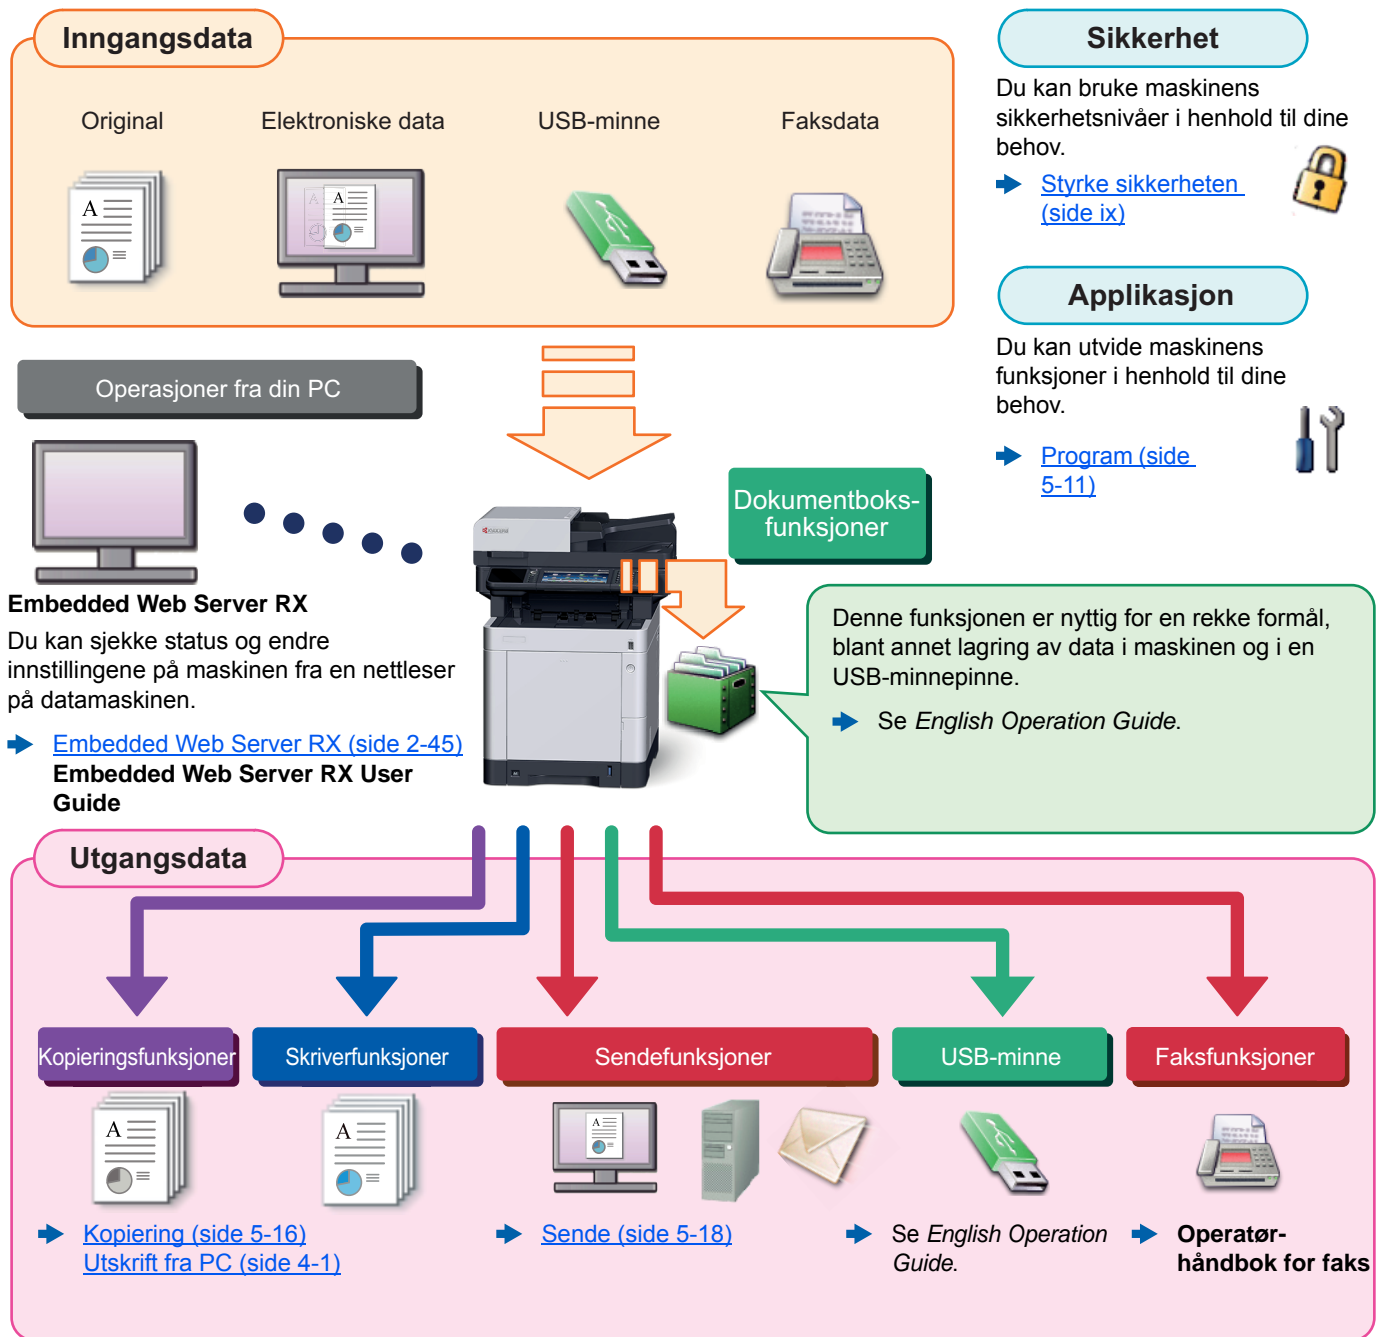 Inngangsdata
Original
Elektroniske data
USB-minne
Faksdata
Sikkerhet
Du kan bruke maskinens
sikkerhetsnivåer i henhold til dine
behov.
Styrke sikkerheten
(side ix)
Applikasjon
Du kan utvide maskinens
funksjoner i henhold til dine
behov.
Program (side
5-11)
Operasjoner fra din PC
Embedded Web Server RX
Du kan sjekke status og endre
innstillingene på maskinen fra en nettleser
på datamaskinen.
Embedded Web Server RX (side 2-45)
Embedded Web Server RX User
Guide
Dokumentboks-
funksjoner
Denne funksjonen er nyttig for en rekke formål,
blant annet lagring av data i maskinen og i en
USB-minnepinne.
Se English Operation Guide.
Utgangsdata
Kopieringsfunksjoner
Skriverfunksjoner
Sendefunksjoner
USB-minne
Faksfunksjoner
Kopiering (side 5-16)
Utskrift fra PC (side 4-1)
Sende (side 5-18)
Se English Operation
Guide.
Operatør-
håndbok for faks